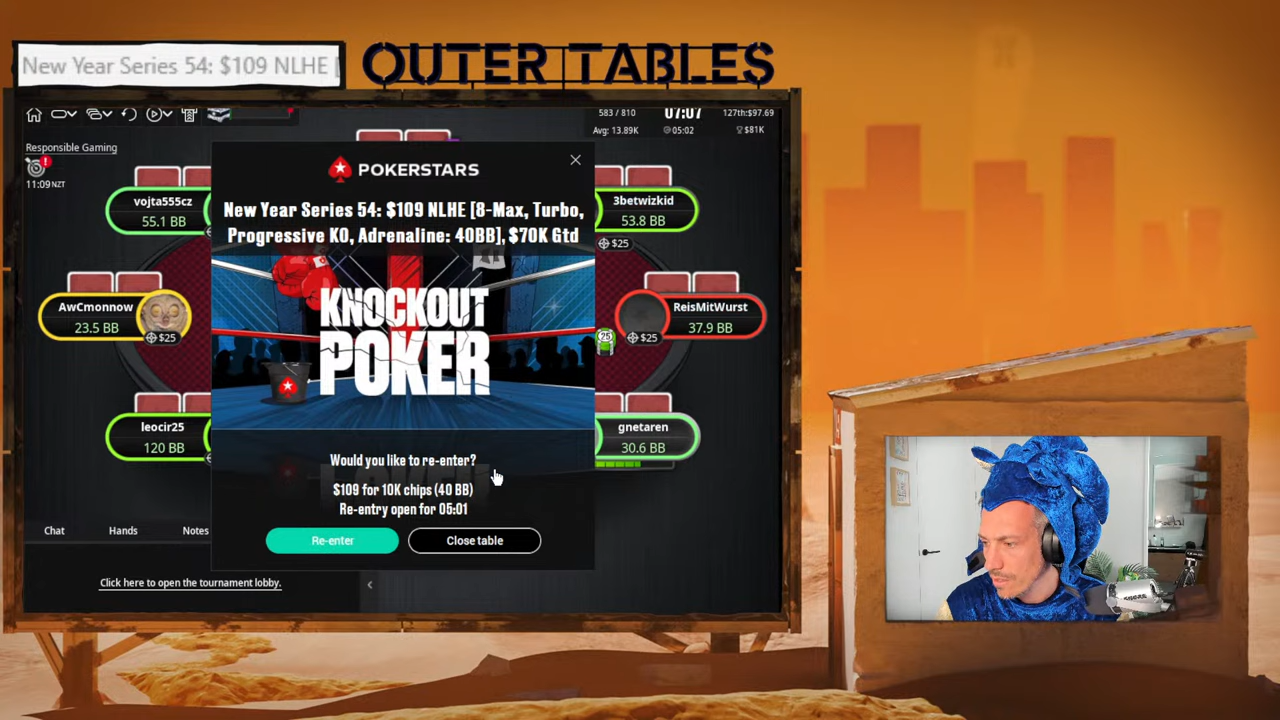 New Year Series 54: $109 NLHE [
OUTER TABLES
583 / 810
07:07
127th:$97.69
Avg: 13.89K
05:02
$81K
Responsible Gaming
11:09 NZT
POKERSTARS
New Year Series 54: $109 NLHE [8-Max, Turbo,
Progressive KO, Adrenaline: 40BB], $70K Gtd
vojta555cz
55.1 BB
3betwizkid
53.8 BB
$25
KNOCKOUT
POKER
AwCmonnow
23.5 BB
$25
ReisMitWurst
37.9 BB
$25
25
leocir25
120 BB
gnetaren
30.6 BB
Would you like to re-enter?
$109 for 10K chips (40 BB)
Re-entry open for 05:01
Re-enter
Close table
Chat
Hands
Notes
Click here to open the tournament lobby.
SHURE